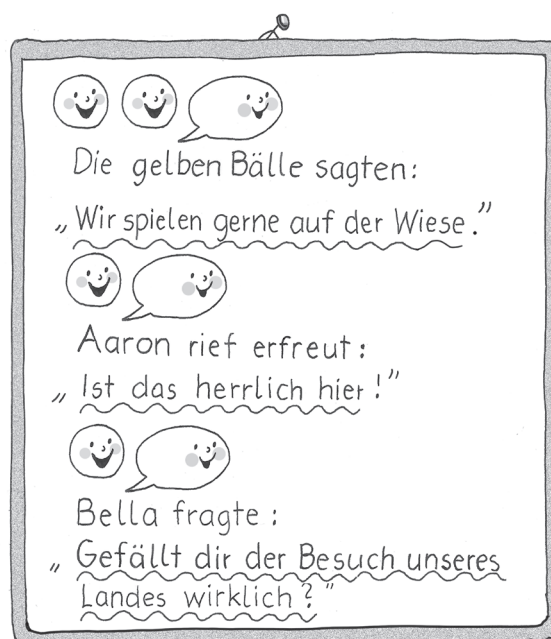 Die gelben Bälle sagten:
„Wir spielen gerne auf der Wiese.”
Aaron rief erfreut:
„Ist das herrlich hier!”
Bella fragte:
„Gefällt dir der Besuch unseres
Landes wirklich?”